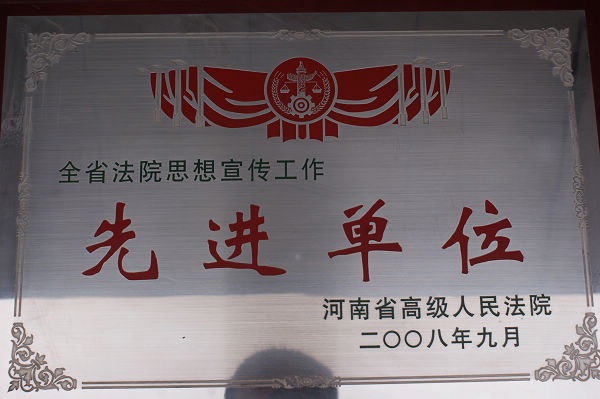 全省法院思想宣传工作
先进单位
河南省高级人民法院
二〇〇八年九月